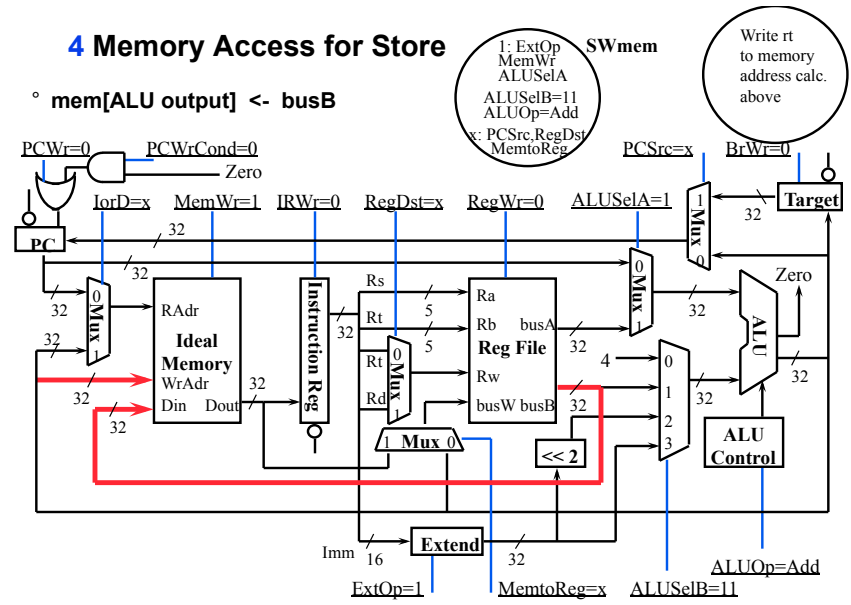 4 Memory Access for Store
° mem[ALU output] <- busB
1: ExtOp
MemWr
ALUSelA
ALUSelB=11
ALUOp=Add
x: PCSrc,RegDst
MemtoReg
SWmem
Write rt
to memory
address calc.
above
PCWr=0
PCWrCond=0
Zero
PCSrc=x
BrWr=0
IorD=x
MemWr=1
IRWr=0
RegDst=x
RegWr=0
ALUSelA=1
1
Mux
0
32
Target
PC
32
32
32
32
0
Mux
1
RAdr
Ideal
Memory
WrAdr
Din
Dout
32
32
32
Instruction Reg
32
Rs
Rt
Rt
Rd
5
5
0
Mux
1
Ra
Rb
busA
Reg File
Rw
busW
busB
32
32
1 Mux 0
0
Mux
1
32
4
0
1
2
3
Mux
32
Zero
ALU
32
<< 2
ALU
Control
Imm
16
Extend
32
ExtOp=1
MemtoReg=x
ALUSelB=11
ALUOp=Add